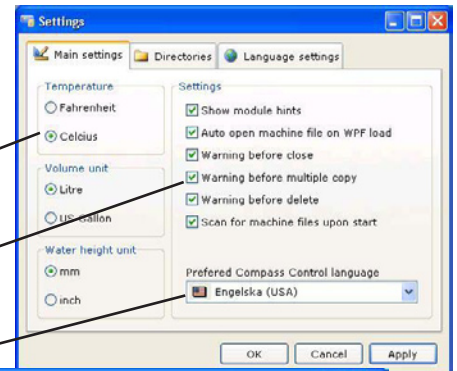 Settings
Main settings Directories Language settings
Temperature
Fahrenheit
Celcius
Volume unit
Litre
US Gallon
Water height unit
mm
inch
Settings
Show module hints
Auto open machine file on WPF load
Warning before close
Warning before multiple copy
Warning before delete
Scan for machine files upon start
Prefered Compass Control language
Engelska (USA)
OK Cancel Apply